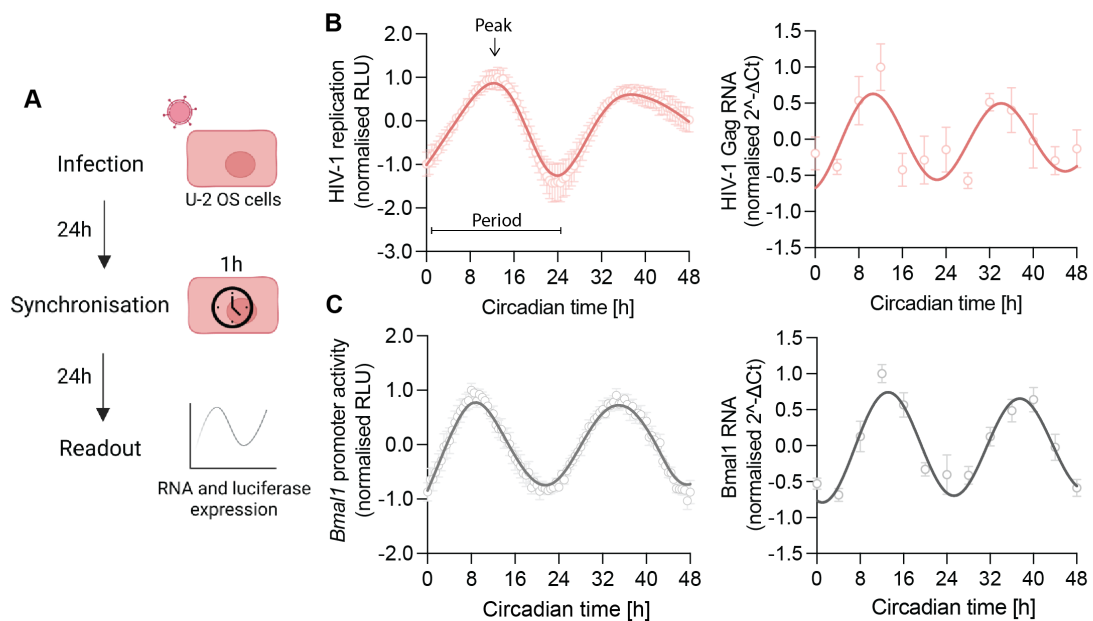 A
Infection
U-2 OS cells
24h
1h
Synchronisation
24h
Readout
RNA and luciferase
expression
B
Peak
HIV-1 replication
(normalised RLU)
2.0
1.0
0.0
-1.0
-2.0
-3.0
Period
0 8 16 24 32 40 48
Circadian time [h]
HIV-1 Gag RNA
(normalised 2^-ΔCt)
1.5
1.0
0.5
-0.0
-0.5
-1.0
-1.5
0 8 16 24 32 40 48
Circadian time [h]
C
Bmal1 promoter activity
(normalised RLU)
2.0
1.0
0.0
-1.0
-2.0
0 8 16 24 32 40 48
Circadian time [h]
Bmal1 RNA
(normalised 2^-ΔCt)
1.5
1.0
0.5
-0.0
-0.5
-1.0
-1.5
0 8 16 24 32 40 48
Circadian time [h]